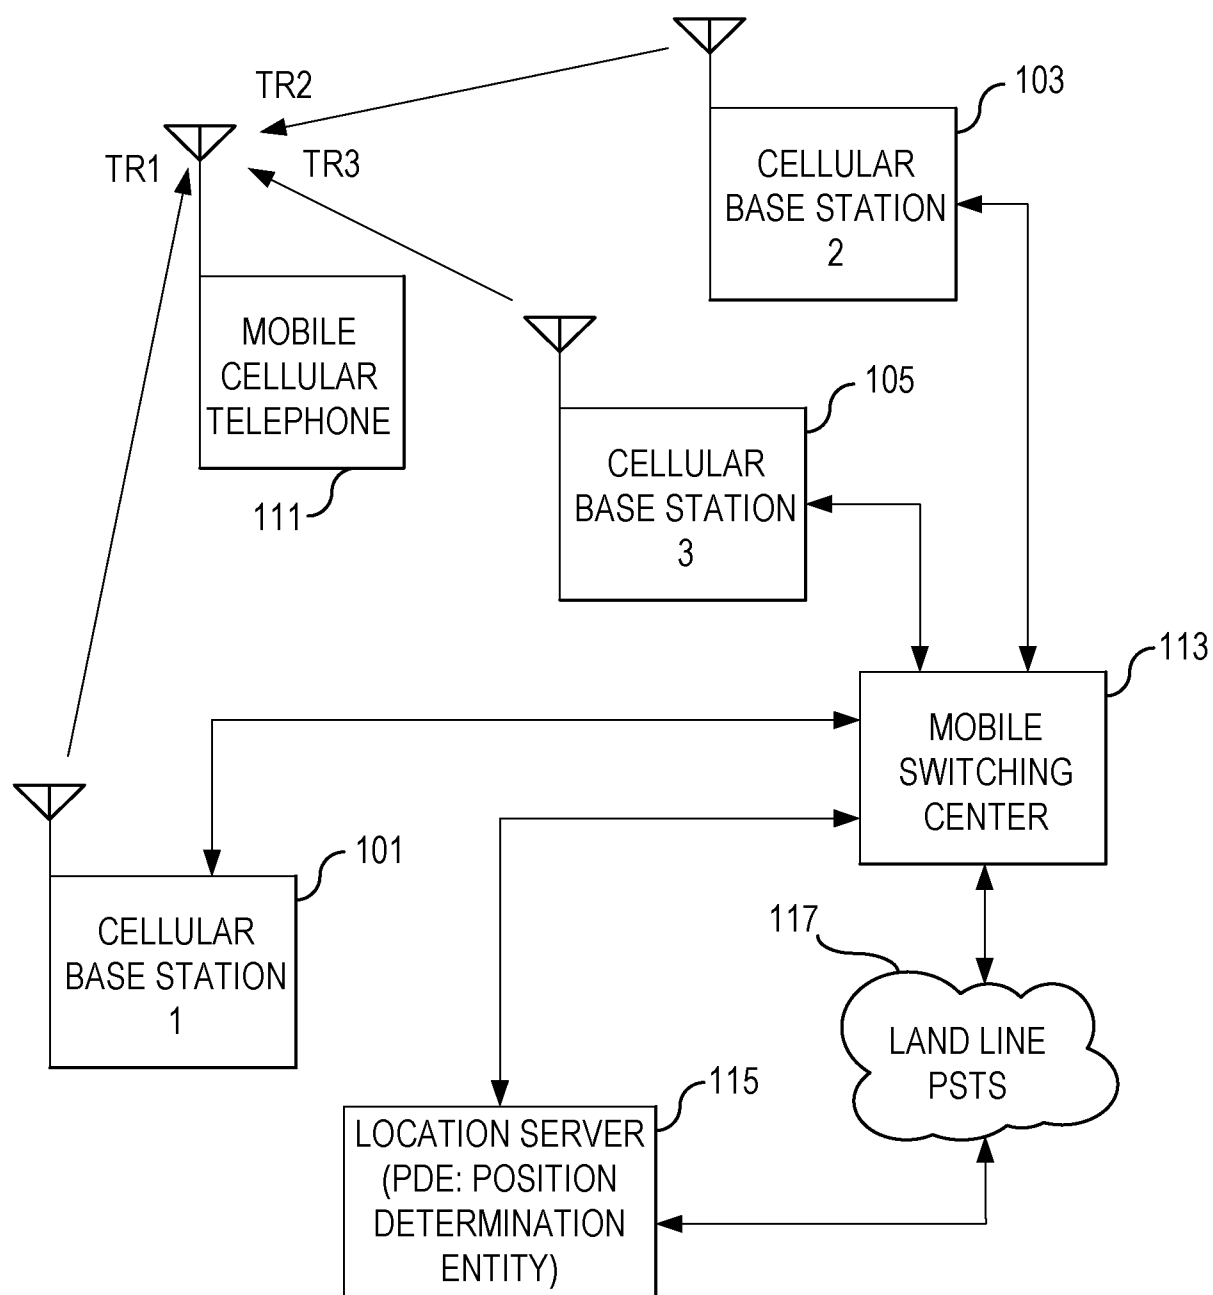 TR2
TR1
TR3
103
CELLULAR
BASE STATION
2
MOBILE
CELLULAR
TELEPHONE
111
105
CELLULAR
BASE STATION
3
113
MOBILE
SWITCHING
CENTER
101
CELLULAR
BASE STATION
1
117
LAND LINE
PSTS
115
LOCATION SERVER
(PDE: POSITION
DETERMINATION
ENTITY)